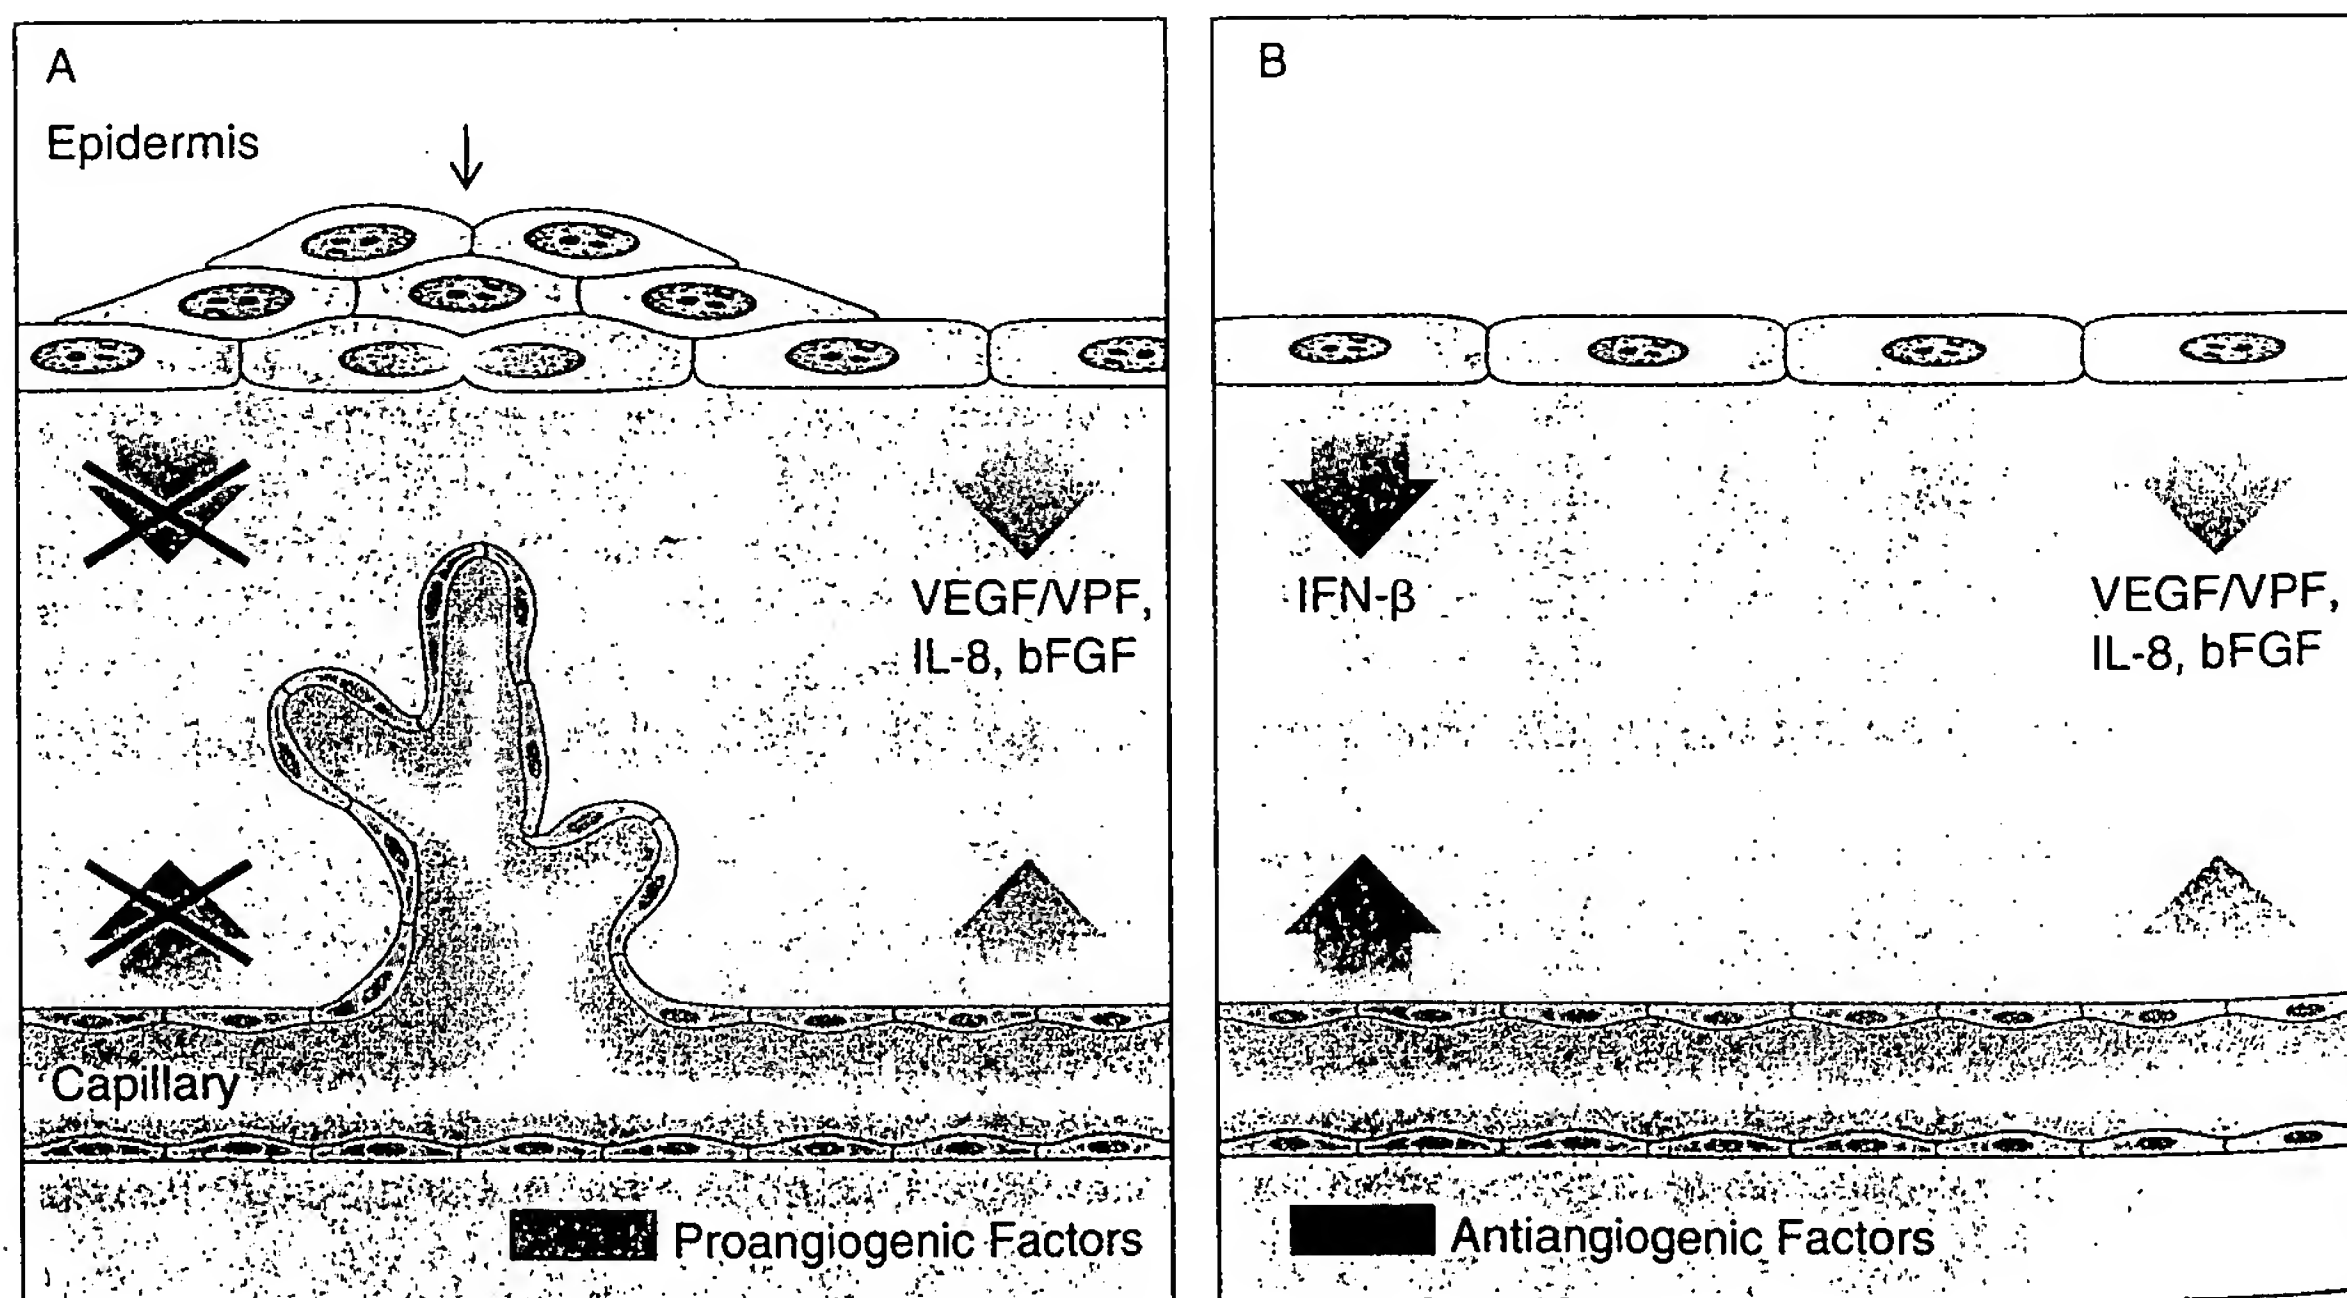 A
Epidermis
VEGF/VPF,
IL-8, bFGF
Capillary
Proangiogenic Factors
B
IFN-β
VEGF/VPF,
IL-8, bFGF
Antiangiogenic Factors